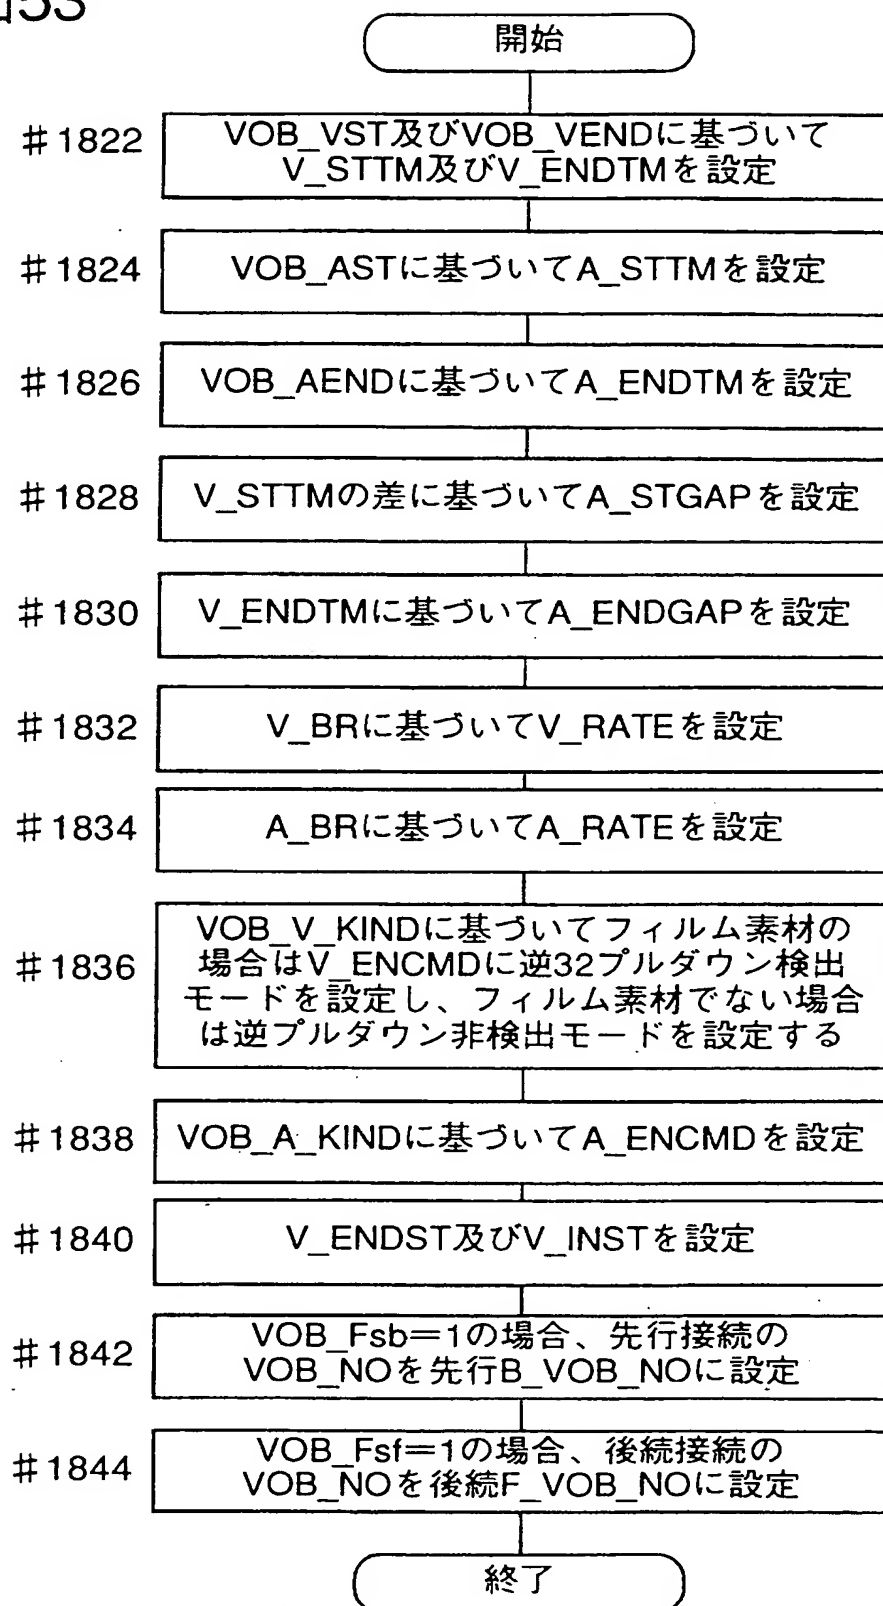 53
開始
#1822
VOB_VST及びVOB_VENDに基づいて
V_STTM及びV_ENDTMを設定
#1824
VOB_ASTに基づいてA_STTMを設定
#1826
VOB_AENDに基づいてA_ENDTMを設定
#1828
V_STTMの差に基づいてA_STGAPを設定
#1830
V_ENDTMに基づいてA_ENDGAPを設定
#1832
V_BRに基づいてV_RATEを設定
#1834
A_BRに基づいてA_RATEを設定
#1836
VOB_V_KINDに基づいてフィルム素材の
場合はV_ENCMDに逆32プルダウン検出
モードを設定し、フィルム素材でない場合
は逆プルダウン非検出モードを設定する
#1838
VOB_A_KINDに基づいてA_ENCMDを設定
#1840
V_ENDST及びV_INSTを設定
#1842
VOB_Fsb=1の場合、先行接続の
VOB_NOを先行B_VOB_NOに設定
#1844
VOB_Fsf=1の場合、後続接続の
VOB_NOを後続F_VOB_NOに設定
終了